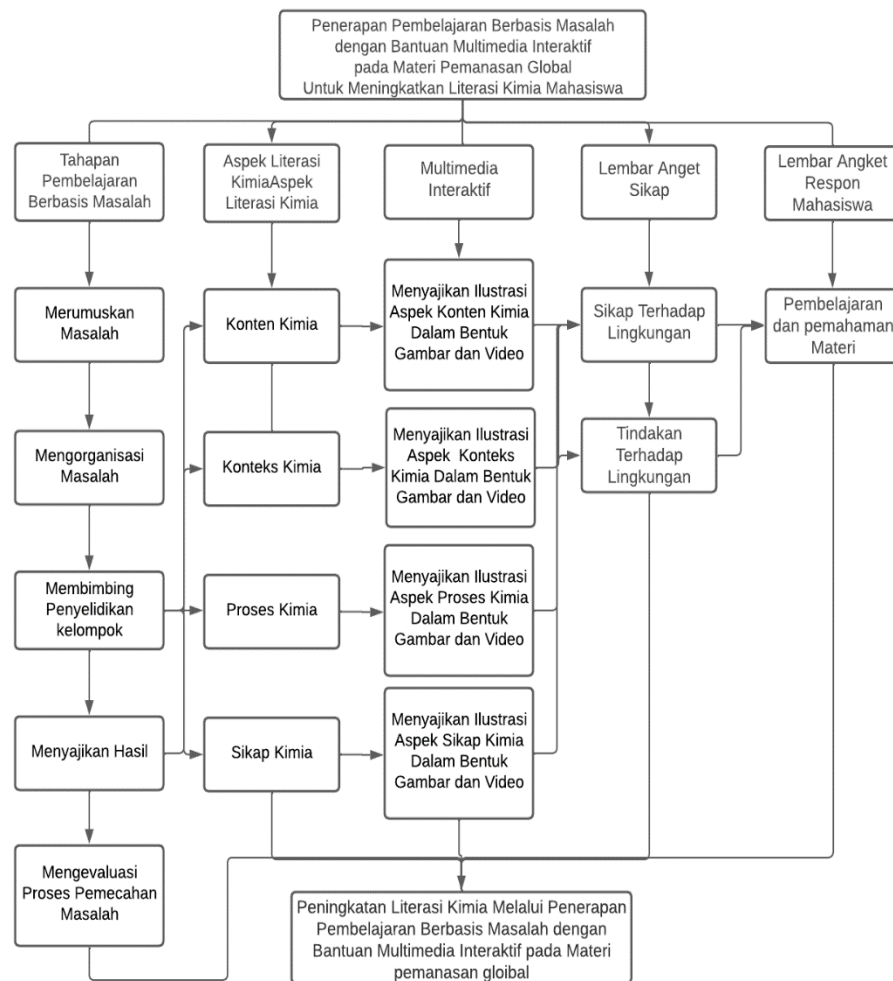 Penerapan Pembelajaran Berbasis Masalah
dengan Bantuan Multimedia Interaktif
pada Materi Pemanasan Global
Untuk Meningkatkan Literasi Kimia Mahasiswa
Tahapan
Pembelajaran
Berbasis Masalah
Aspek Literasi
KimiaAspek
Literasi Kimia
Multimedia
Interaktif
Lembar Anget
Sikap
Lembar Angket
Respon
Mahasiswa
Merumuskan
Masalah
Konten Kimia
Menyajikan Ilustrasi
Aspek Konten Kimia
Dalam Bentuk
Gambar dan Video
Sikap Terhadap
Lingkungan
Pembelajaran
dan pemahaman
Materi
Mengorganisasi
Masalah
Konteks Kimia
Menyajikan Ilustrasi
Aspek Konteks
Kimia Dalam Bentuk
Gambar dan Video
Tindakan
Terhadap
Lingkungan
Membimbing
Penyelidikan
kelompok
Proses Kimia
Menyajikan Ilustrasi
Aspek Proses Kimia
Dalam Bentuk
Gambar dan Video
Menyajikan Hasil
Sikap Kimia
Menyajikan Ilustrasi
Aspek Sikap Kimia
Dalam Bentuk
Gambar dan Video
Mengevaluasi
Proses Pemecahan
Masalah
Peningkatan Literasi Kimia Melalui Penerapan
Pembelajaran Berbasis Masalah dengan
Bantuan Multimedia Interaktif pada Materi
pemanasan gloibal